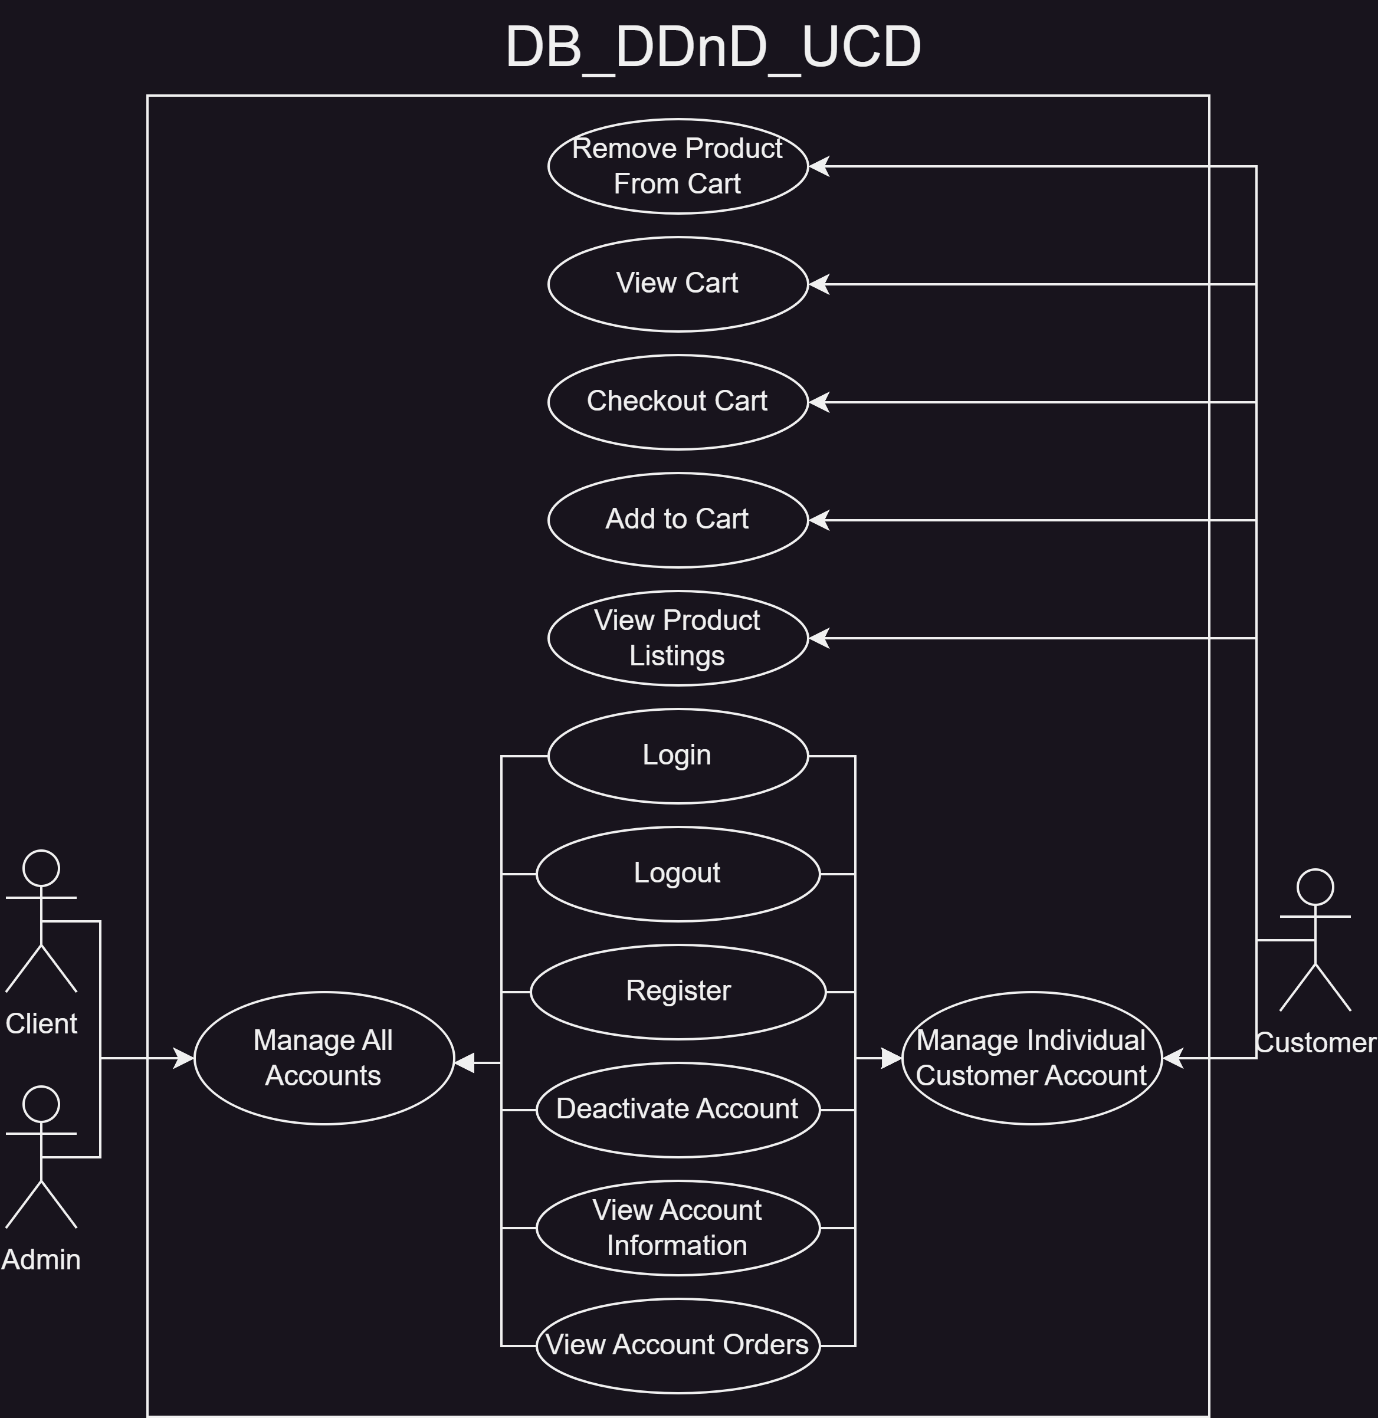 DB_DDnD_UCD
Remove Product
From Cart
View Cart
Checkout Cart
Add to Cart
View Product
Listings
Login
Logout
Register
Client
Manage All
Accounts
Manage Individual
Customer Account
Customer
Deactivate Account
View Account
Information
Admin
View Account Orders